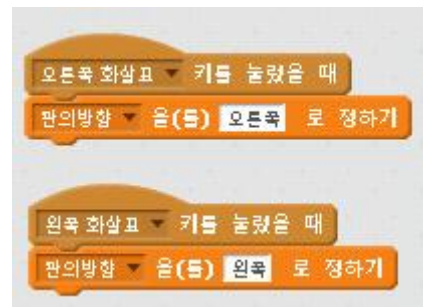 오른쪽 화살표 키를 눌렀을 때
판의방향 을(를) 오른쪽 로 정하기
왼쪽 화살표 키를 눌렀을 때
판의방향 을(를) 왼쪽 로 정하기